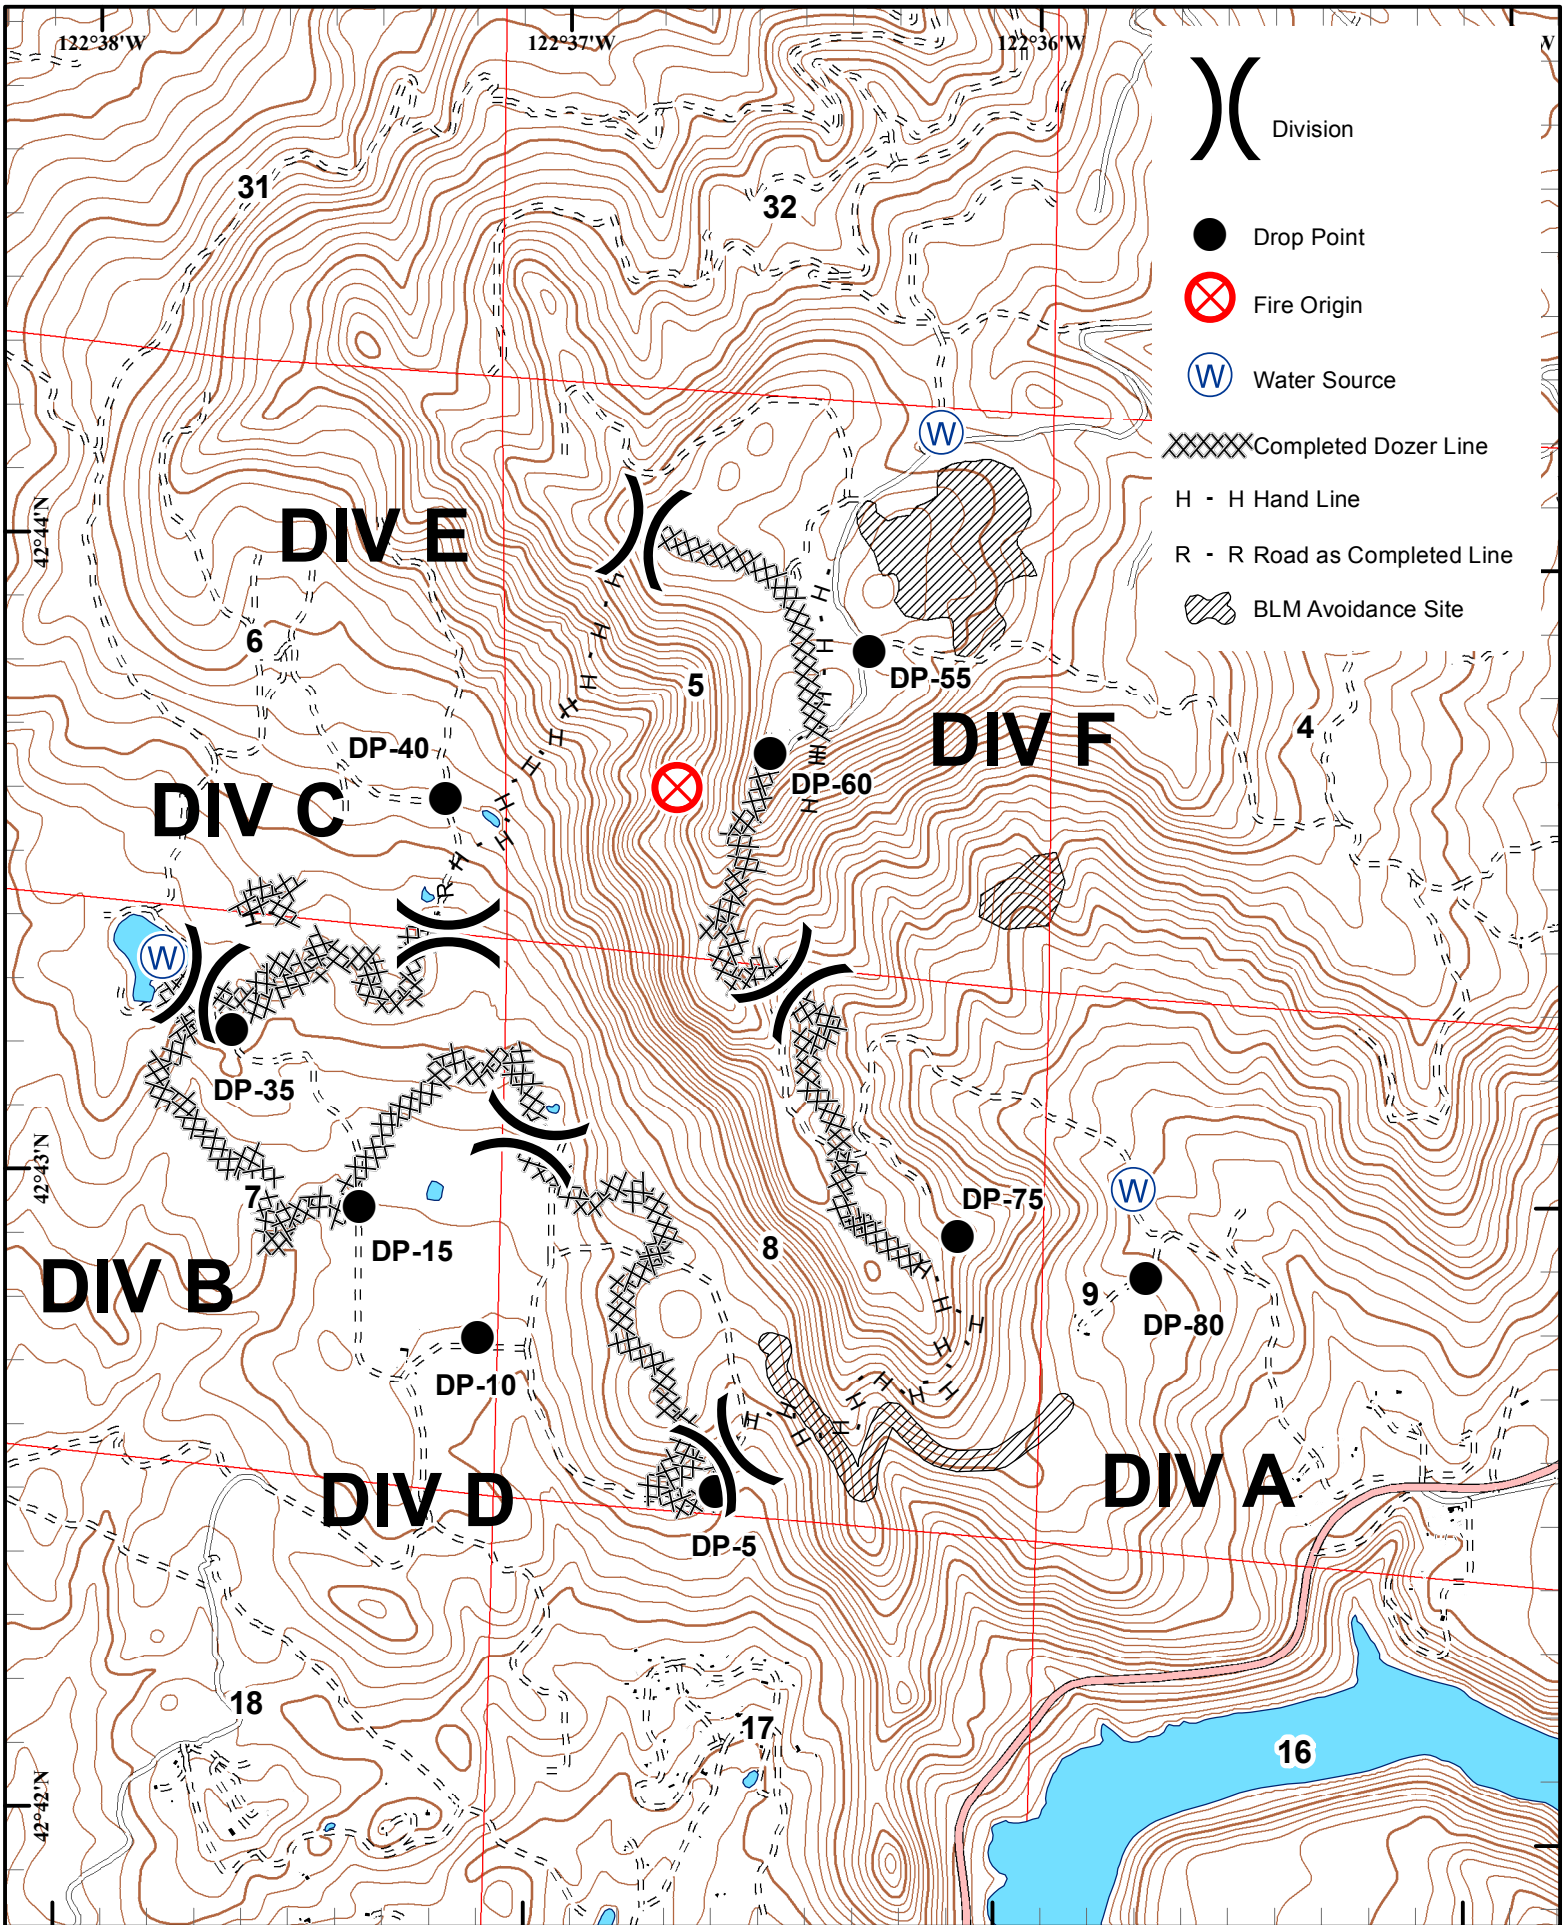 122°38'W
122°37'W
122°36'W
W
Division
Drop Point
Fire Origin
W
Water Source
Completed Dozer Line
H - H Hand Line
R - R Road as Completed Line
BLM Avoidance Site
31
32
W
42°44'N
DIV E
H
H
H
H
6
5
DP-55
4
DIV F
DP-40
DP-60
DIV C
H
H
H
R
W
DP-35
42°43'N
7
W
DP-75
DP-15
8
DIV B
9
DP-80
DP-10
H
H
H
DIV D
DIV A
DP-5
18
17
16
42°42'N